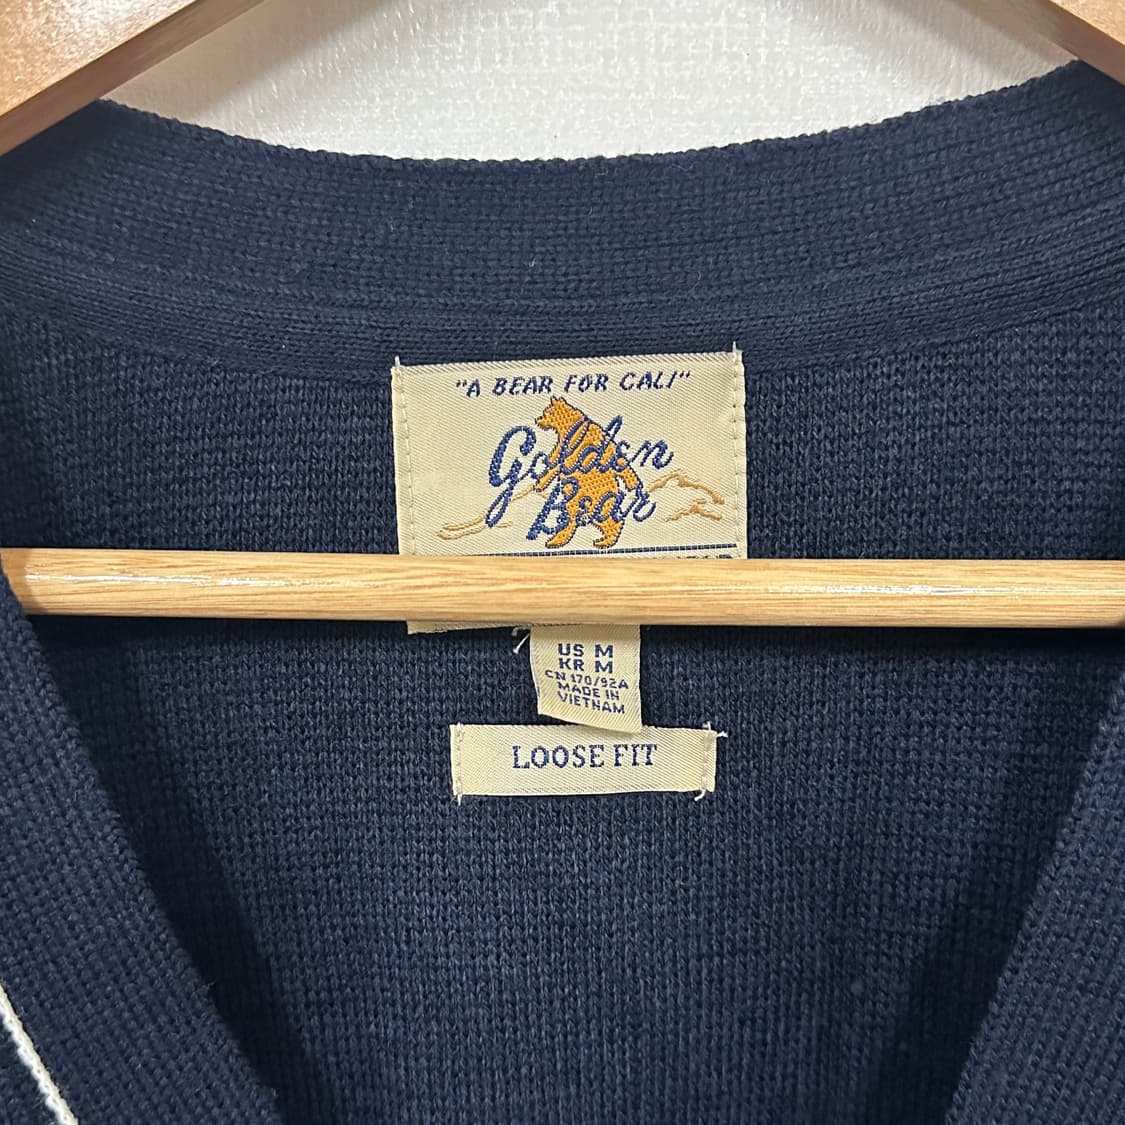 "A BEAR FOR CALI"
Golden
Bear
US M
KR M
CN 170/92A
MADE IN
VIETNAM
LOOSE FIT